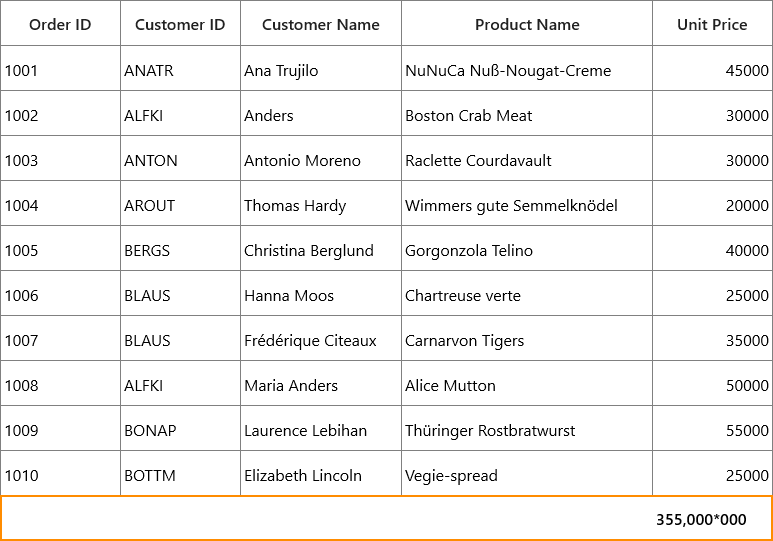 Order ID Customer ID Customer Name Product Name Unit Price
1001 ANATR Ana Trujilo NuNuCa Nuß-Nougat-Creme 45000
1002 ALFKI Anders Boston Crab Meat 30000
1003 ANTON Antonio Moreno Raclette Courdavault 30000
1004 AROUT Thomas Hardy Wimmers gute Semmelknödel 20000
1005 BERGS Christina Berglund Gorgonzola Telino 40000
1006 BLAUS Hanna Moos Chartreuse verte 25000
1007 BLAUS Frédérique Citeaux Carnarvon Tigers 35000
1008 ALFKI Maria Anders Alice Mutton 50000
1009 BONAP Laurence Lebihan Thüringer Rostbratwurst 55000
1010 BOTTM Elizabeth Lincoln Vegie-spread 25000
355,000*000